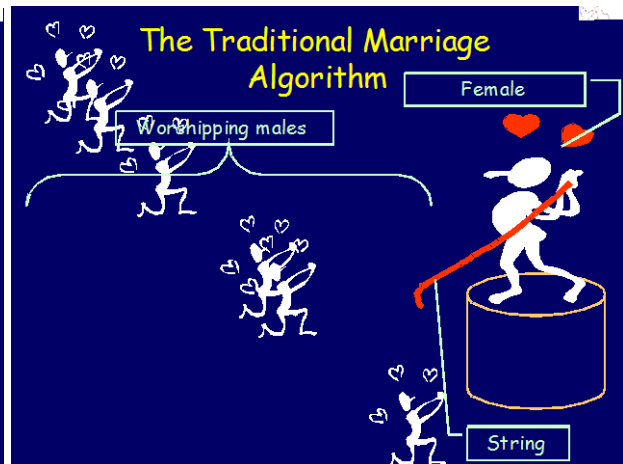 The Traditional Marriage
Algorithm
Female
Worshipping males
String